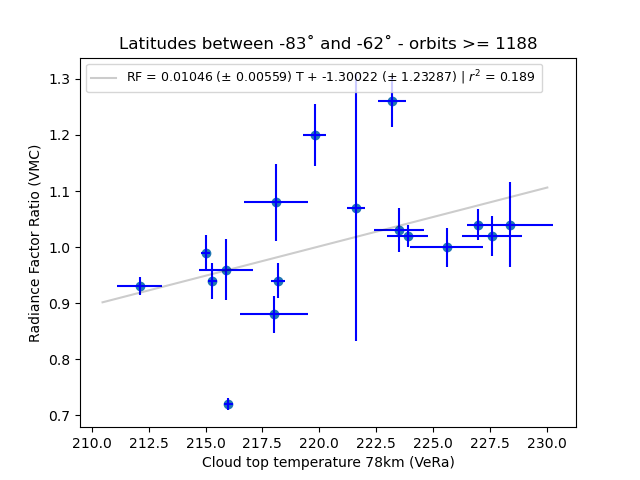 Latitudes between -83˚ and -62˚ - orbits >= 1188
RF = 0.01046 (± 0.00559) T + -1.30022 (± 1.23287) | r² = 0.189
Radiance Factor Ratio (VMC)
1.3
1.2
1.1
1.0
0.9
0.8
0.7
210.0 212.5 215.0 217.5 220.0 222.5 225.0 227.5 230.0
Cloud top temperature 78km (VeRa)